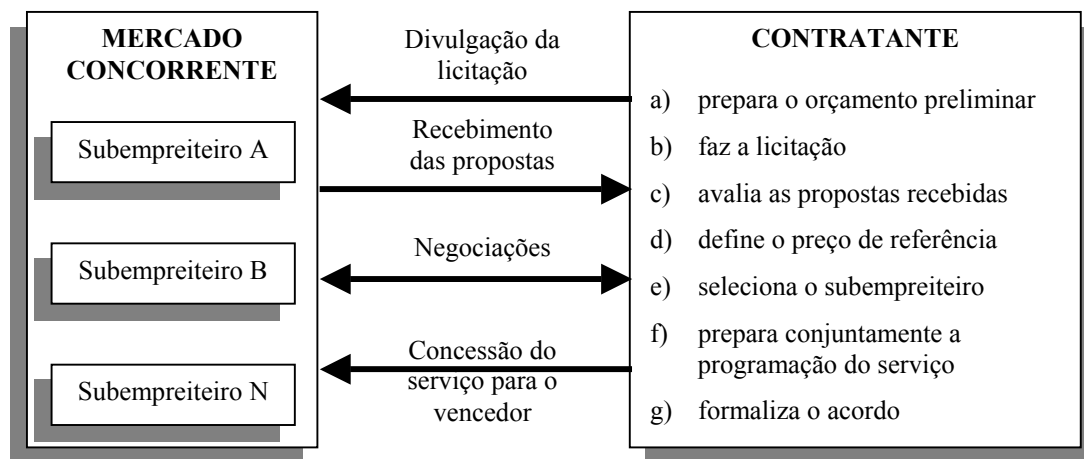 MERCADO
CONCORRENTE
Subempreiteiro A
Subempreiteiro B
Subempreiteiro N
Divulgação da
licitação
Recebimento
das propostas
Negociações
Concessão do
serviço para o
vencedor
CONTRATANTE
a) prepara o orçamento preliminar
b) faz a licitação
c) avalia as propostas recebidas
d) define o preço de referência
e) seleciona o subempreiteiro
f) prepara conjuntamente a
programação do serviço
g) formaliza o acordo